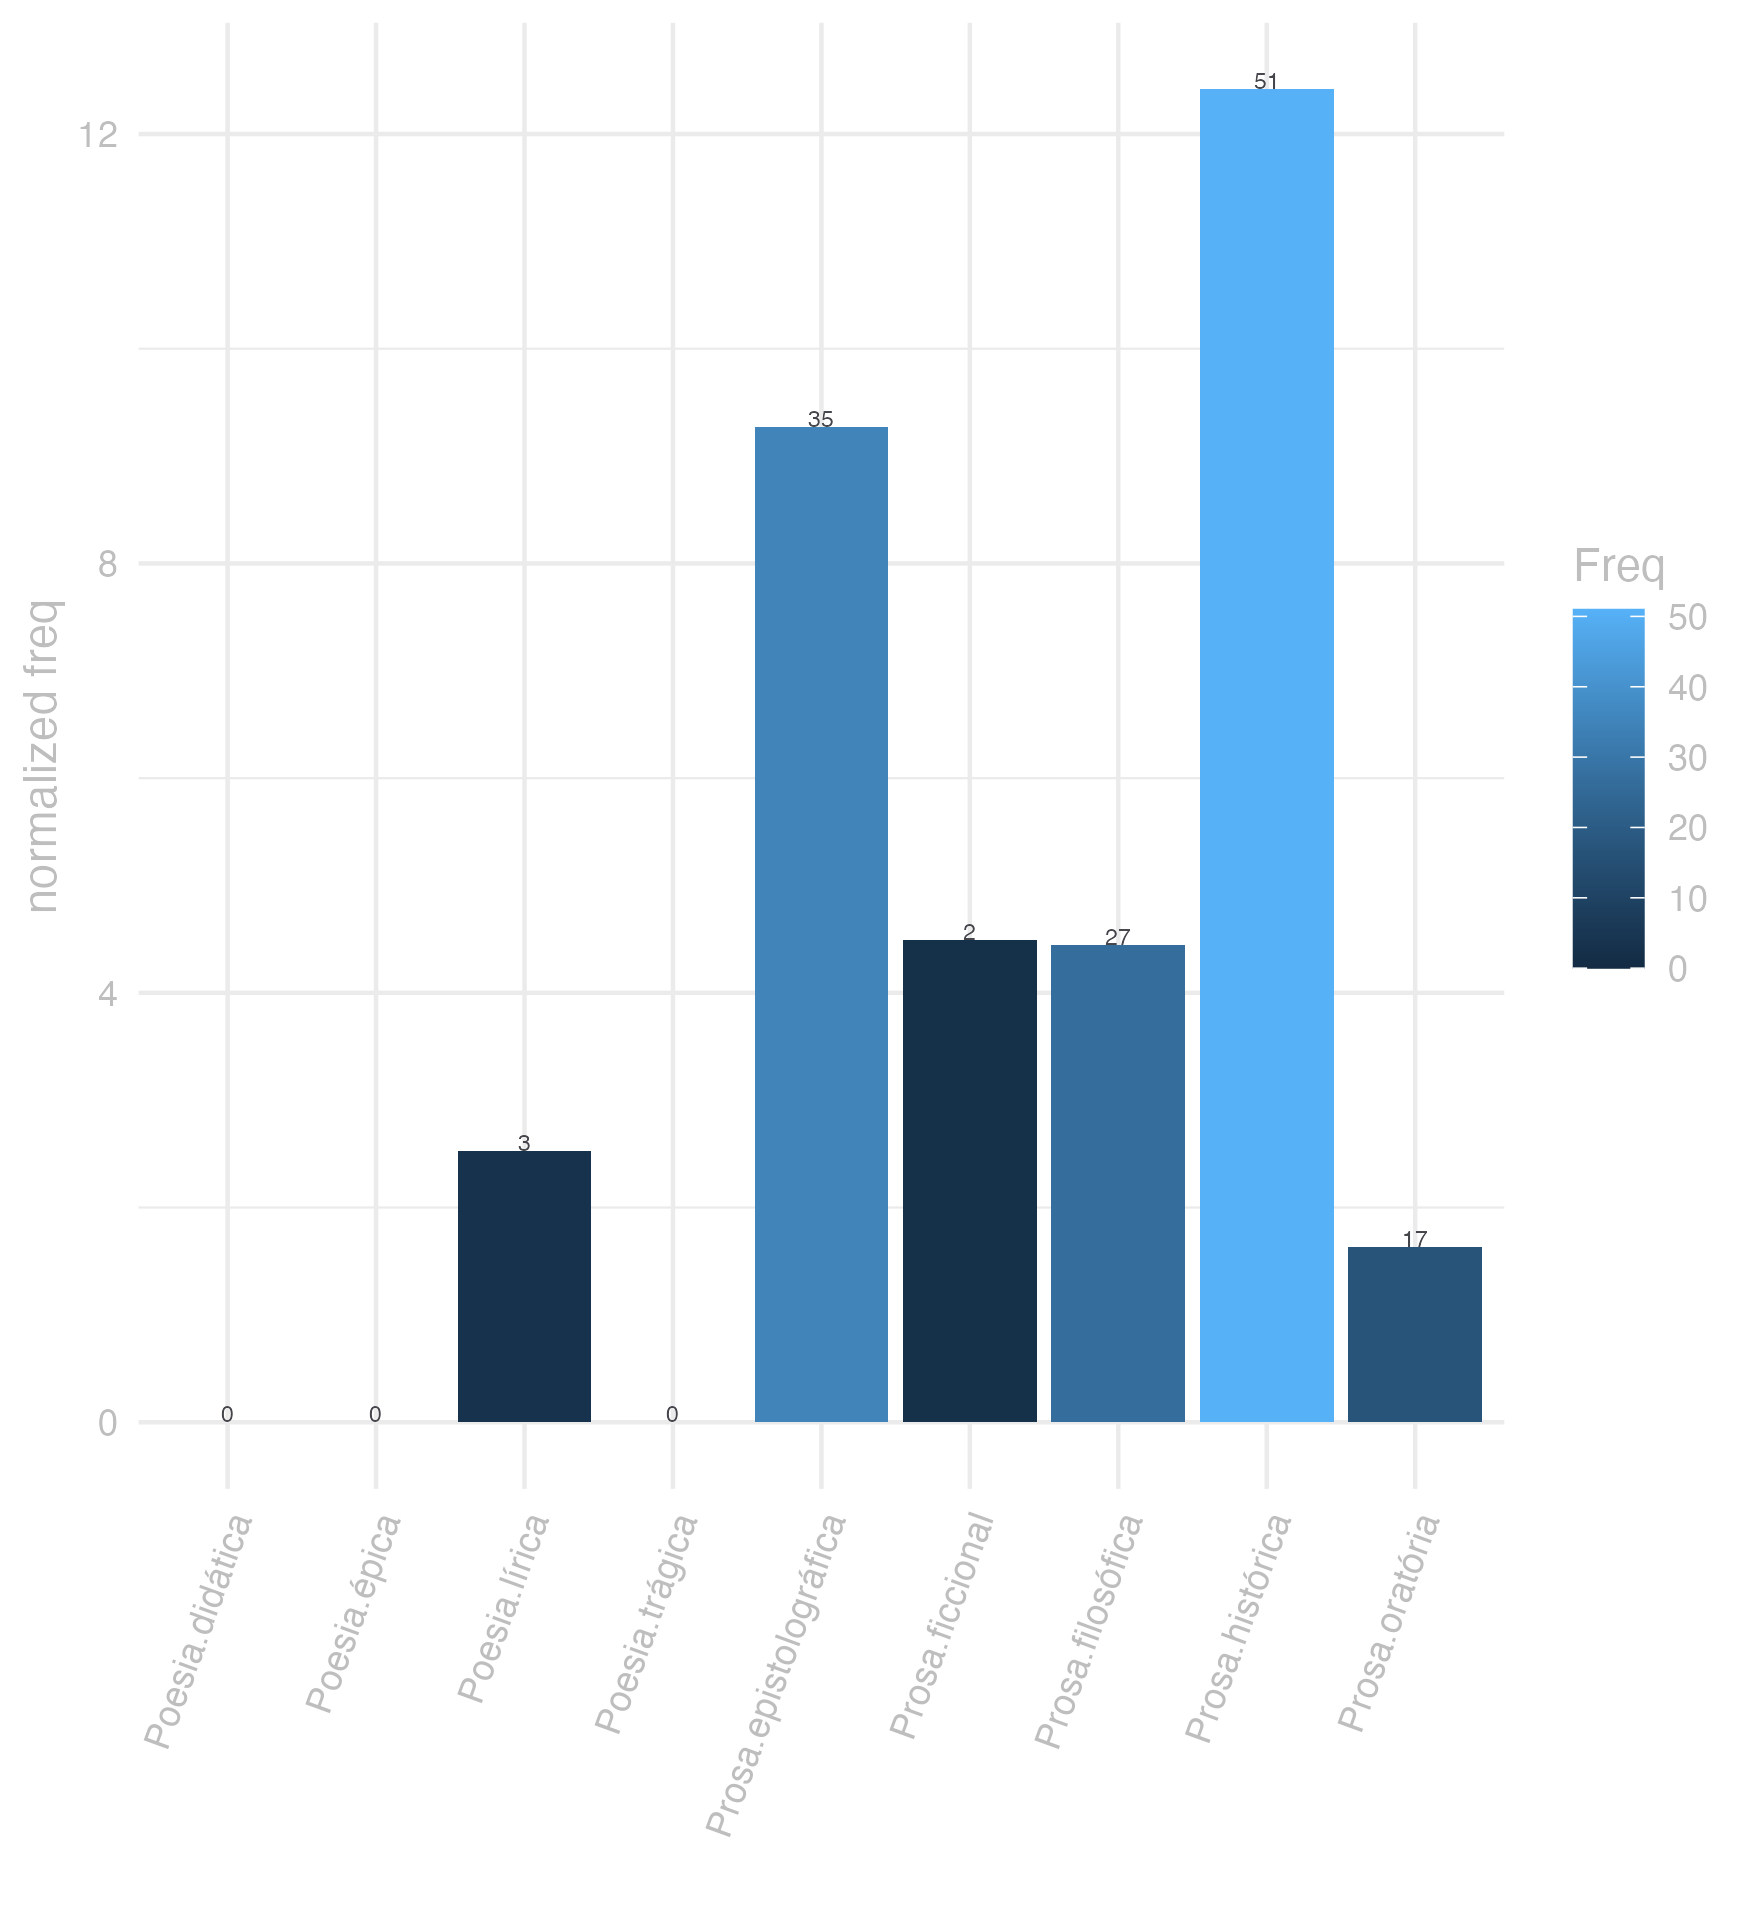 51
12
35
8
Freq
50
40
30
20
10
0
normalized freq
2
27
4
3
17
0
0
0
0
Poesia.didática
Poesia.épica
Poesia.lírica
Poesia.trágica
Prosa.epistolográfica
Prosa.ficcional
Prosa.filosófica
Prosa.histórica
Prosa.oratória